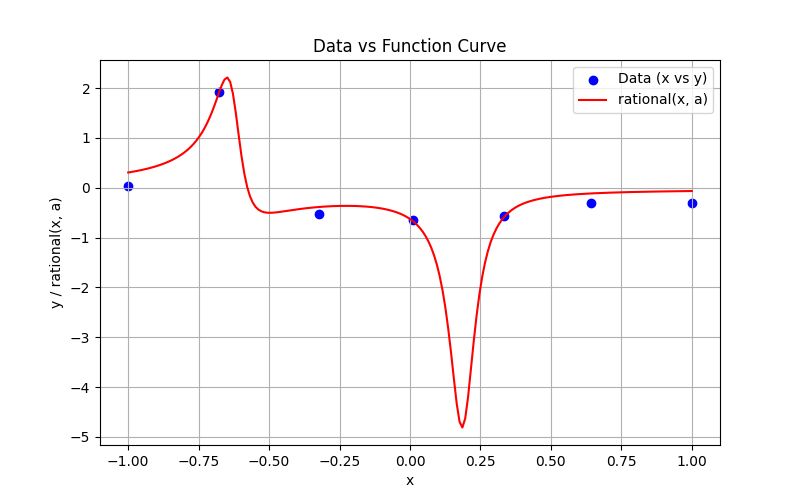 Data vs Function Curve
Data (x vs y)
rational(x, a)
y / rational(x, a)
2
1
0
−1
−2
−3
−4
−5
−1.00 −0.75 −0.50 −0.25 0.00 0.25 0.50 0.75 1.00
x